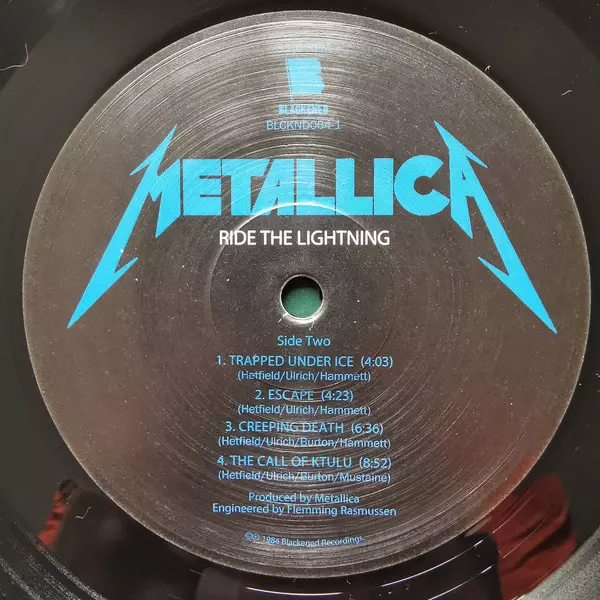 B
BLACKENED
BLCKND004-1
METALLICA
RIDE THE LIGHTNING
Side Two
1. TRAPPED UNDER ICE (4:03)
(Hetfield/Ulrich/Hammett)
2. ESCAPE (4:23)
(Hetfield/Ulrich/Hammett)
3. CREEPING DEATH (6:36)
(Hetfield/Ulrich/Burton/Hammett)
4. THE CALL OF KTULU (8:52)
(Hetfield/Ulrich/Burton/Mustaine)
Produced by Metallica
Engineered by Flemming Rasmussen
℗© 1984 Blackened Recordings.